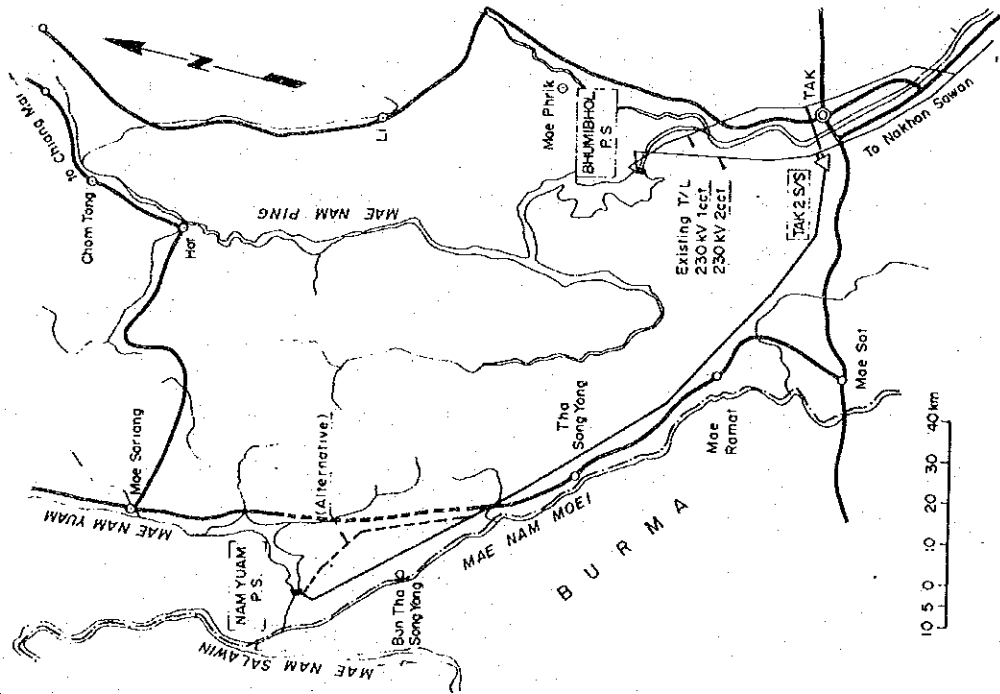 to Chiang Mai
Chom Tong
Hot
Li
MAE NAM PING
Mae Phrik
BHUMIBHOL
P.S.
Existing T/L
230 kV 1cct
230 kV 2cct
TAK
TAK 2 S/S
To Nakhon Sawan
Mae Sariang
MAE NAM YUAM
NAM YUAM
P.S.
(Alternative)
Ban Tha
Song Yang
MAE NAM SALAWIN
Tha
Song Yang
MAE NAM MOEI
Mae
Ramat
Mae Sot
BURMA
10 5 0 10 20 30 40km
N